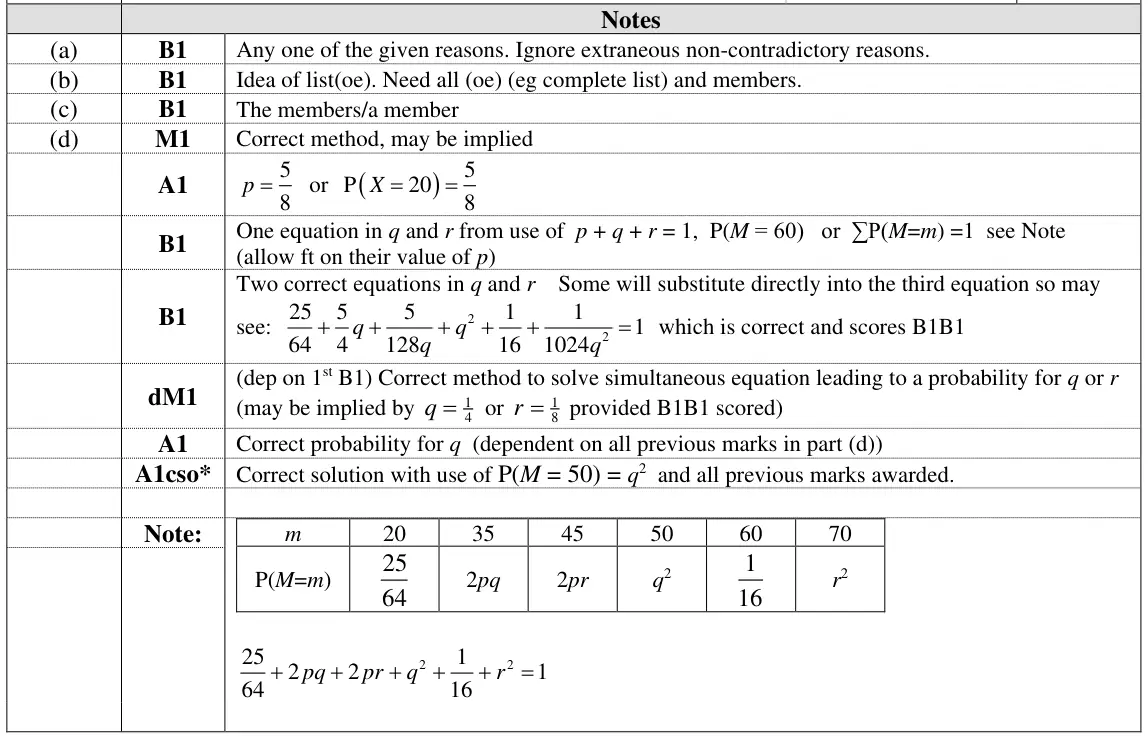 Notes
(a) B1 Any one of the given reasons. Ignore extraneous non-contradictory reasons.
(b) B1 Idea of list(oe). Need all (oe) (eg complete list) and members.
(c) B1 The members/a member
(d) M1 Correct method, may be implied
A1 p = 5/8 or P(X = 20) = 5/8
B1 One equation in q and r from use of p + q + r = 1, P(M = 60) or ∑P(M=m) =1 see Note
(allow ft on their value of p)
B1 Two correct equations in q and r Some will substitute directly into the third equation so may
see: 25/64 + 5/4 q + 5/128q + q² + 1/16 + 1/1024q² = 1 which is correct and scores B1B1
dM1 (dep on 1st B1) Correct method to solve simultaneous equation leading to a probability for q or r
(may be implied by q = 1/4 or r = 1/8 provided B1B1 scored)
A1 Correct probability for q (dependent on all previous marks in part (d))
A1cso* Correct solution with use of P(M = 50) = q² and all previous marks awarded.
Note: m 20 35 45 50 60 70
P(M=m) 25/64 2pq 2pr q² 1/16 r²
25/64 + 2pq + 2pr + q² + 1/16 + r² = 1